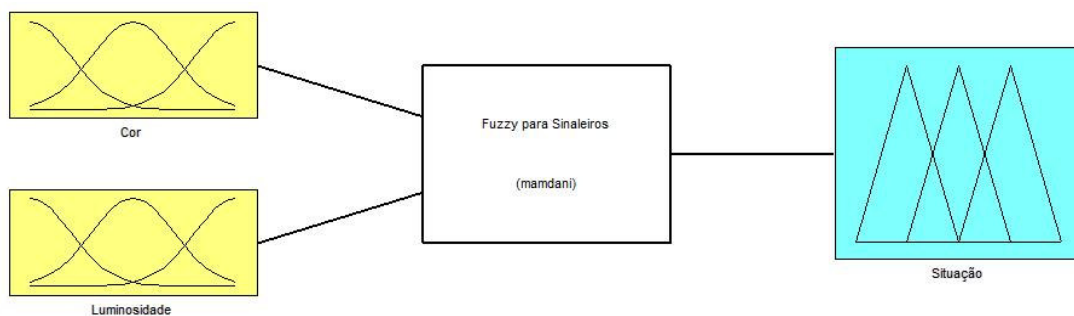 Cor
Fuzzy para Sinaleiros
(mamdani)
Situação
Luminosidade